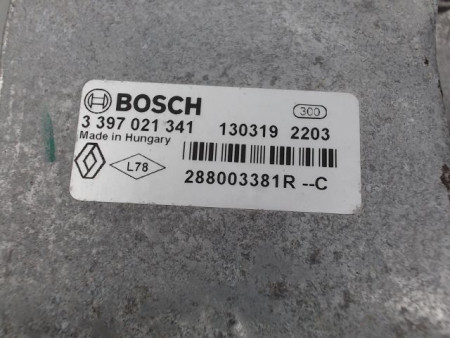 BOSCH 300
3 397 021 341 130319 2203
Made in Hungary
L78
288003381R --C